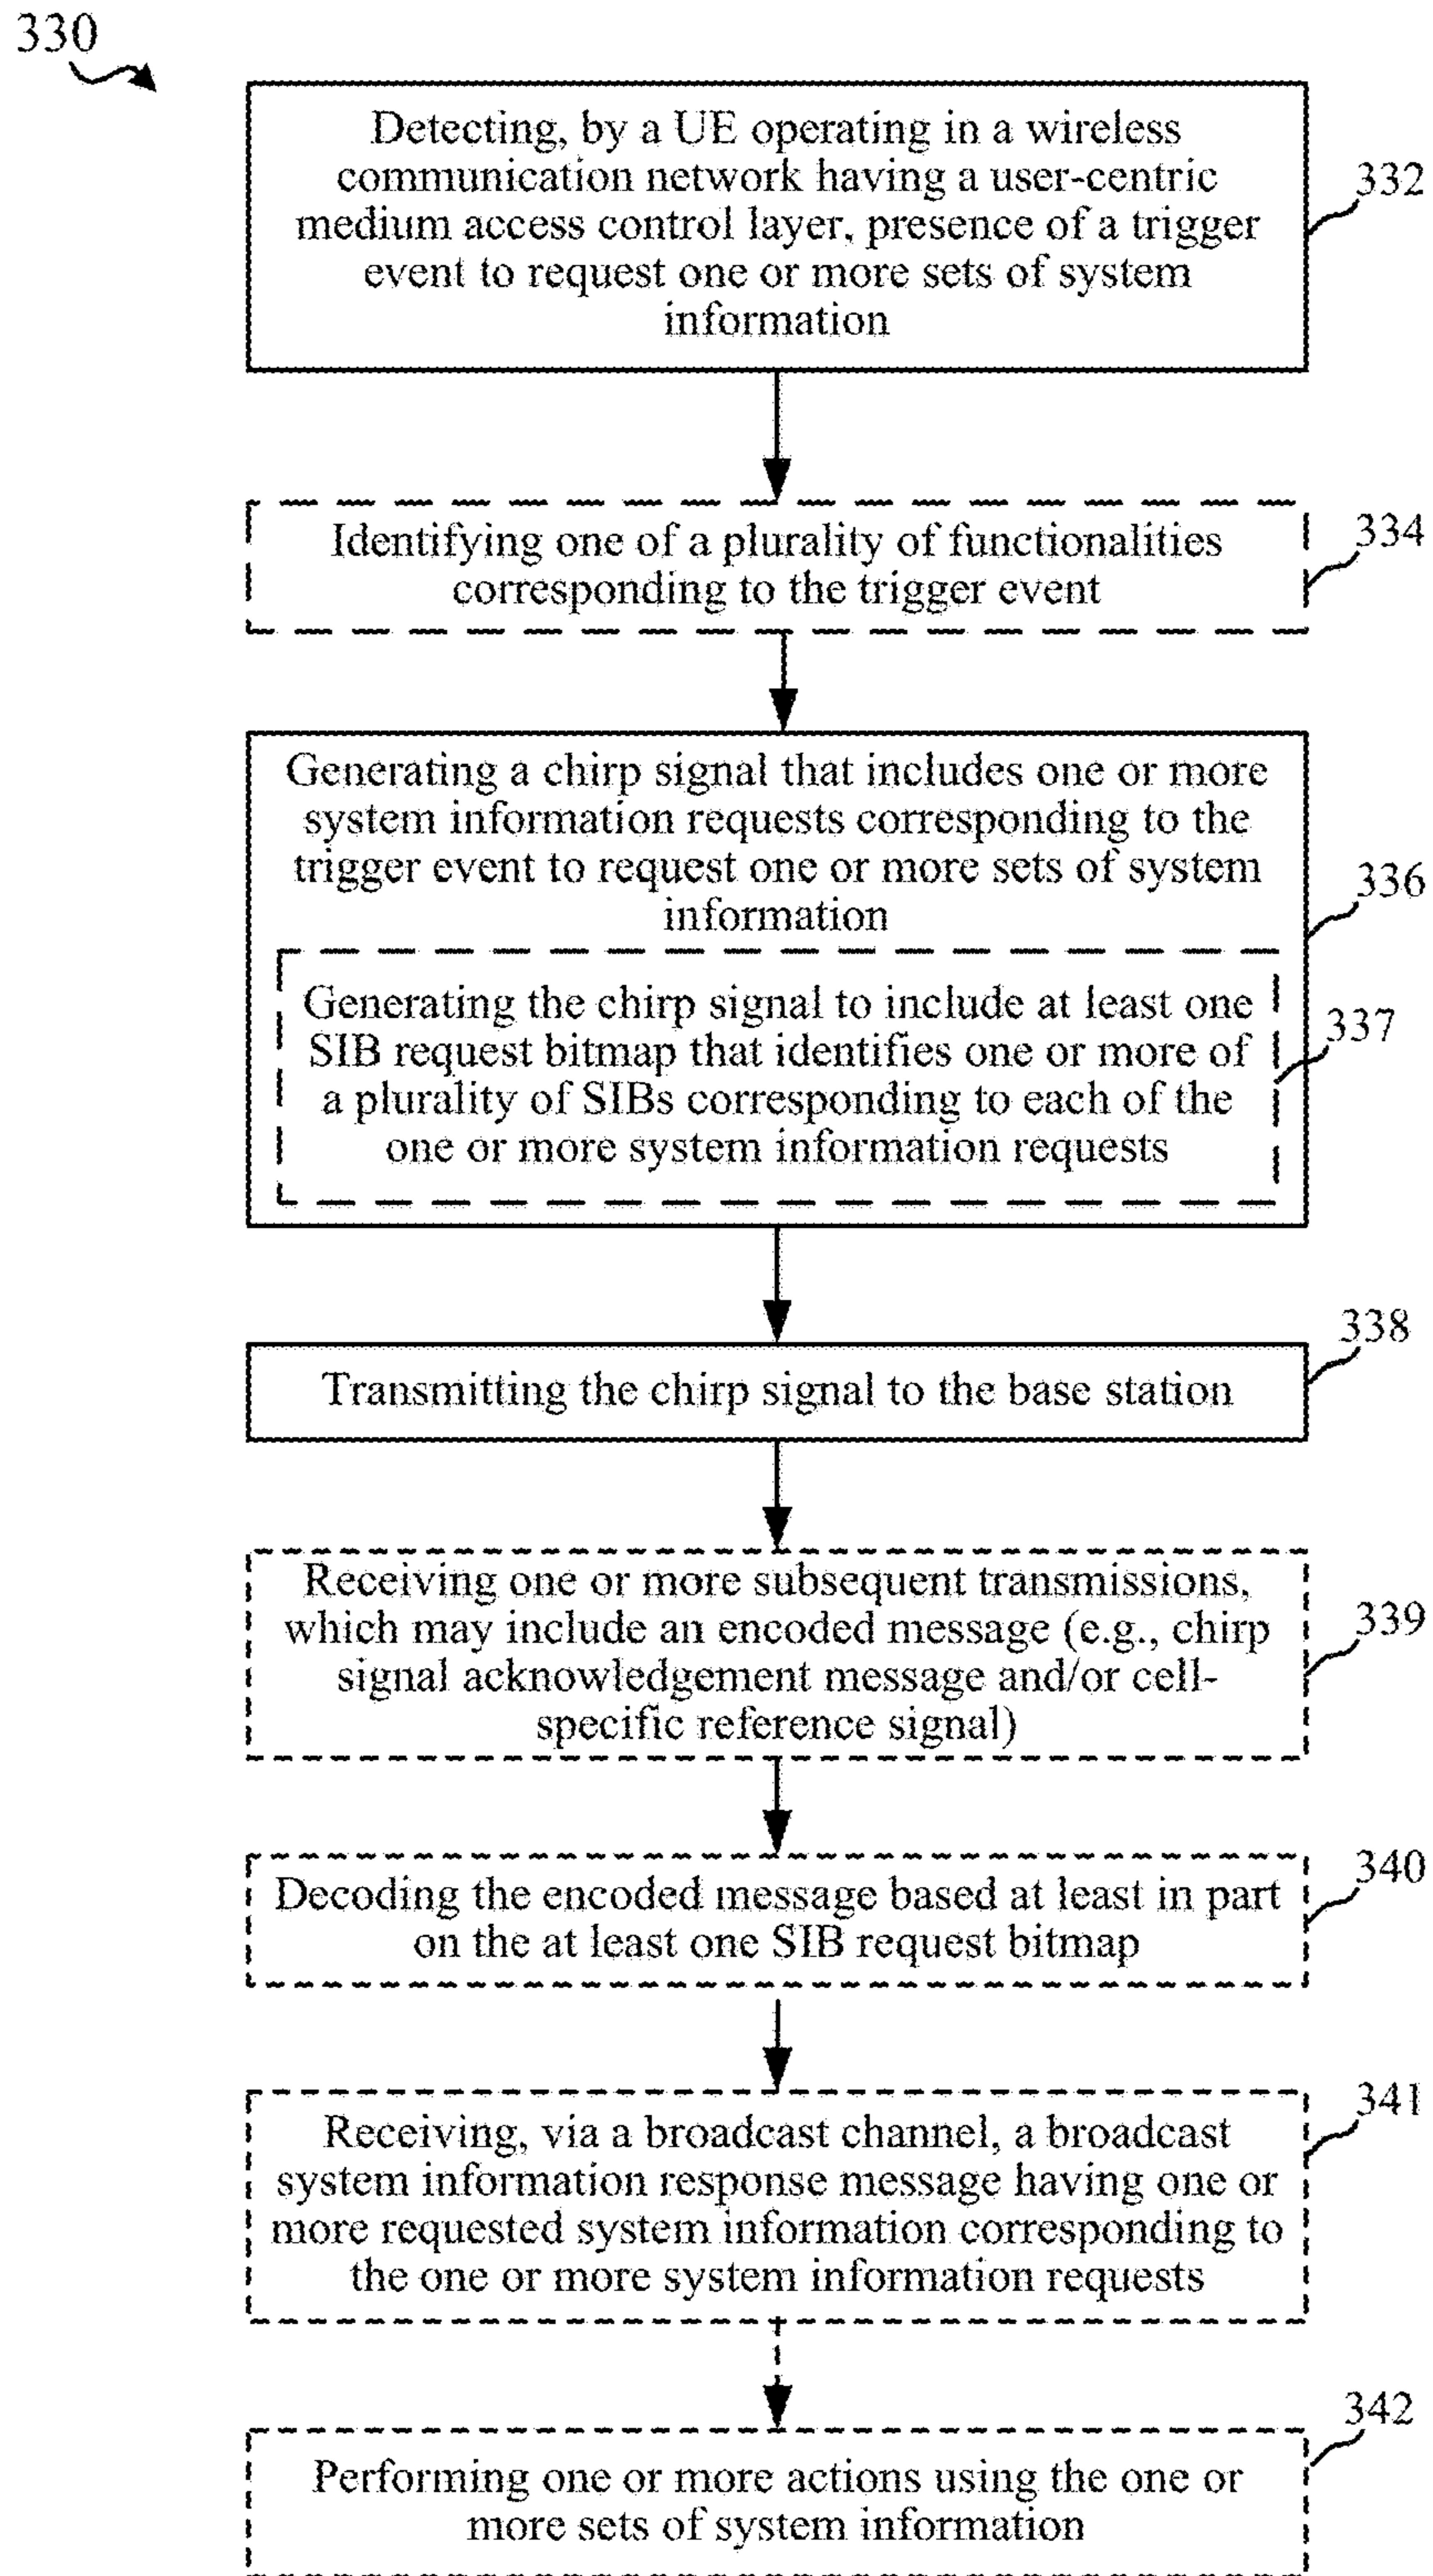 330
Detecting, by a UE operating in a wireless
communication network having a user-centric
medium access control layer, presence of a trigger
event to request one or more sets of system
information
332
Identifying one of a plurality of functionalities
corresponding to the trigger event
334
Generating a chirp signal that includes one or more
system information requests corresponding to the
trigger event to request one or more sets of system
information
336
Generating the chirp signal to include at least one
SIB request bitmap that identifies one or more of
a plurality of SIBs corresponding to each of the
one or more system information requests
337
Transmitting the chirp signal to the base station
338
Receiving one or more subsequent transmissions,
which may include an encoded message (e.g., chirp
signal acknowledgement message and/or cell-
specific reference signal)
339
Decoding the encoded message based at least in part
on the at least one SIB request bitmap
340
Receiving, via a broadcast channel, a broadcast
system information response message having one or
more requested system information corresponding to
the one or more system information requests
341
Performing one or more actions using the one or
more sets of system information
342